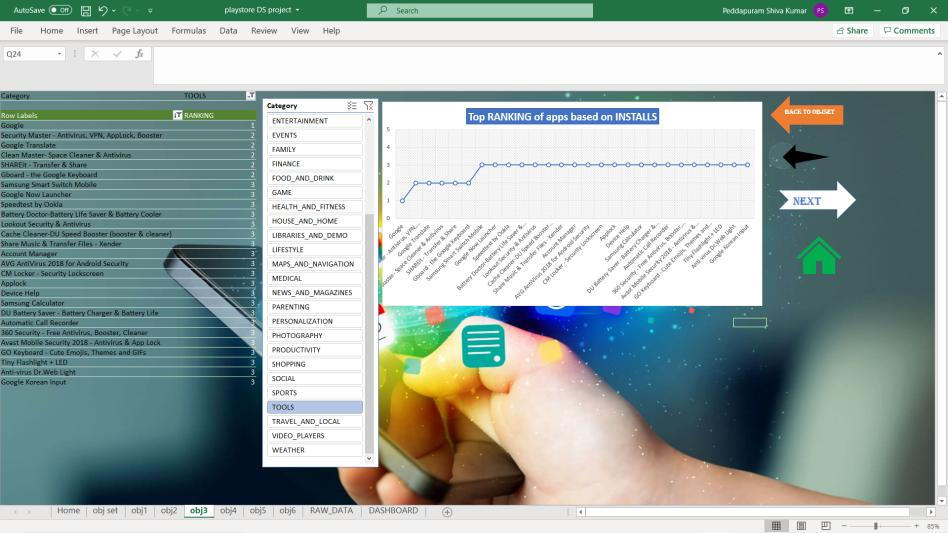 AutoSave Off
playstore DS project
Search
Peddapuram Shiva Kumar PS
File Home Insert Page Layout Formulas Data Review View Help
Share Comments
Q24
fx
Category TOOLS
Row Labels RANKING
Google 1
Security Master - Antivirus, VPN, AppLock, Booster 2
Google Translate 2
Clean Master- Space Cleaner & Antivirus 2
SHAREit - Transfer & Share 2
Gboard - the Google Keyboard 2
Samsung Smart Switch Mobile 3
Google Now Launcher 3
Speedtest by Ookla 3
Battery Doctor-Battery Life Saver & Battery Cooler 3
Lookout Security & Antivirus 3
Cache Cleaner-DU Speed Booster (booster & cleaner) 3
Share Music & Transfer Files - Xender 3
Account Manager 3
AVG AntiVirus 2018 for Android Security 3
CM Locker - Security Lockscreen 3
Applock 3
Device Help 3
Samsung Calculator 3
DU Battery Saver - Battery Charger & Battery Life 3
Automatic Call Recorder 3
360 Security - Free Antivirus, Booster, Cleaner 3
Avast Mobile Security 2018 - Antivirus & App Lock 3
GO Keyboard - Cute Emojis, Themes and GIFs 3
Tiny Flashlight + LED 3
Anti-virus Dr.Web Light 3
Google Korean Input 3
Category
ENTERTAINMENT
EVENTS
FAMILY
FINANCE
FOOD_AND_DRINK
GAME
HEALTH_AND_FITNESS
HOUSE_AND_HOME
LIBRARIES_AND_DEMO
LIFESTYLE
MAPS_AND_NAVIGATION
MEDICAL
NEWS_AND_MAGAZINES
PARENTING
PERSONALIZATION
PHOTOGRAPHY
PRODUCTIVITY
SHOPPING
SOCIAL
SPORTS
TOOLS
TRAVEL_AND_LOCAL
VIDEO_PLAYERS
WEATHER
Top RANKING of apps based on INSTALLS
5
4
3
2
1
0
Google
Google Translate
SHAREit - Transfer & Share
Gboard - the Google Keyboard
Samsung Smart Switch Mobile
Google Now Launcher
Speedtest by Ookla
Battery Doctor-Battery Life Saver &...
Lookout Security & Antivirus
Cache Cleaner-DU Speed Booster...
Share Music & Transfer Files - Xender
Account Manager
AVG AntiVirus 2018 for Android Security
CM Locker - Security Lockscreen
Applock
Device Help
Samsung Calculator
DU Battery Saver - Battery Charger &...
Automatic Call Recorder
360 Security - Free Antivirus, Booster,...
Avast Mobile Security 2018 - Antivirus &...
GO Keyboard - Cute Emojis, Themes and...
Tiny Flashlight + LED
Anti-virus Dr.Web Light
Google Korean Input
BACK TO OBJSET
NEXT
Home obj set obj1 obj2 obj3 obj4 obj5 obj6 RAW_DATA DASHBOARD
85%